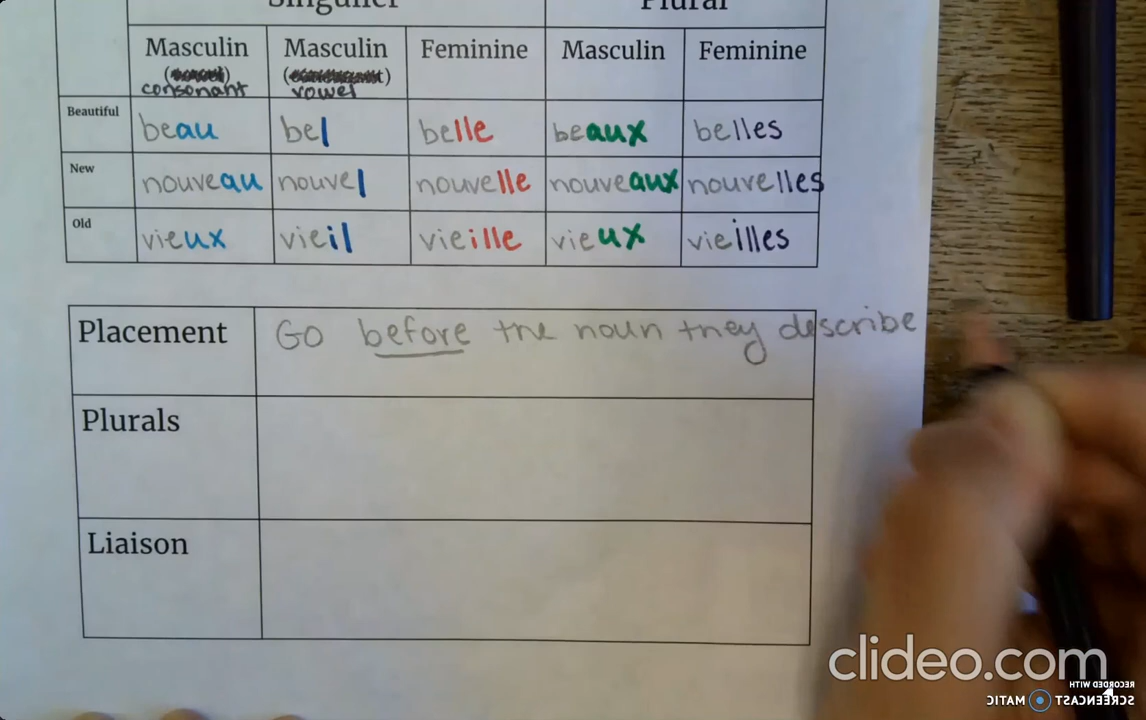 Singulier Plural
Masculin Masculin Feminine Masculin Feminine
consonant vowel
Beautiful beau bel belle beaux belles
New nouveau nouvel nouvelle nouveaux nouvelles
Old vieux vieil vieille vieux vieilles
Placement Go before the noun they describe
Plurals
Liaison
clideo.com
RECORDED WITH
SCREENCAST MATIC